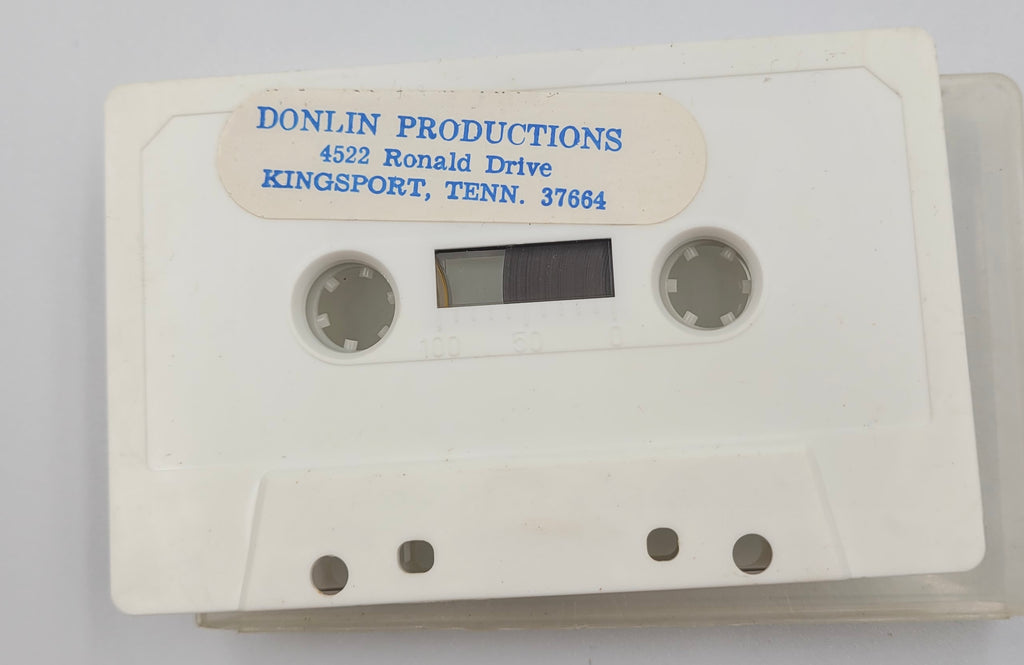 DONLIN PRODUCTIONS
4522 Ronald Drive
KINGSPORT, TENN. 37664
100 50 0